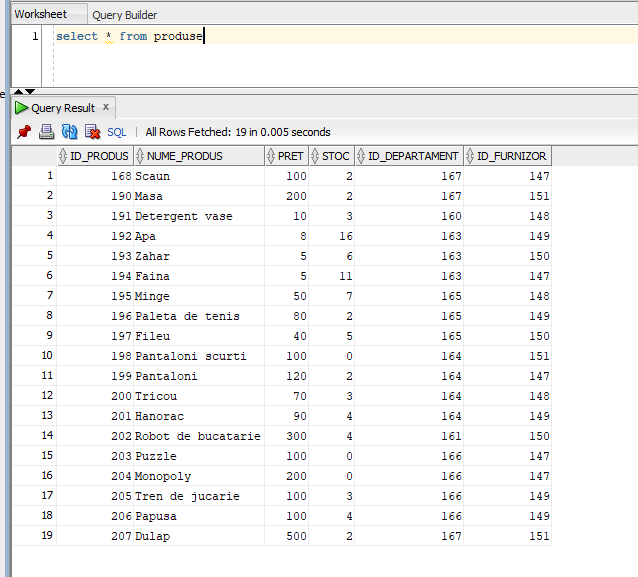 Worksheet Query Builder
1 select * from produse
Query Result x
SQL | All Rows Fetched: 19 in 0.005 seconds
ID_PRODUS NUME_PRODUS PRET STOC ID_DEPARTAMENT ID_FURNIZOR
1 168 Scaun 100 2 167 147
2 190 Masa 200 2 167 151
3 191 Detergent vase 10 3 160 148
4 192 Apa 8 16 163 149
5 193 Zahar 5 6 163 150
6 194 Faina 5 11 163 147
7 195 Minge 50 7 165 148
8 196 Paleta de tenis 80 2 165 149
9 197 Fileu 40 5 165 150
10 198 Pantaloni scurti 100 0 164 151
11 199 Pantaloni 120 2 164 147
12 200 Tricou 70 3 164 148
13 201 Hanorac 90 4 164 149
14 202 Robot de bucatarie 300 4 161 150
15 203 Puzzle 100 0 166 147
16 204 Monopoly 200 0 166 147
17 205 Tren de jucarie 100 3 166 149
18 206 Papusa 100 4 166 149
19 207 Dulap 500 2 167 151